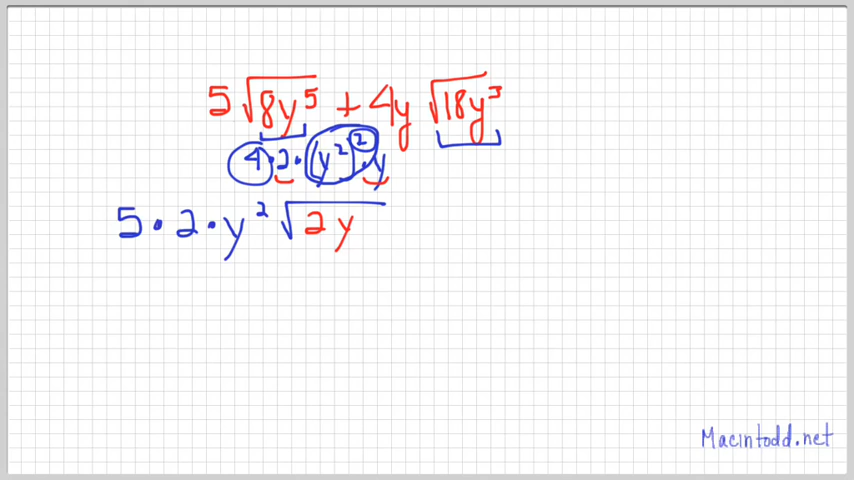 5√8y⁵ + 4y√18y³
4·2·(y²)²·y
5·2·y²√2y
Macintodd.net